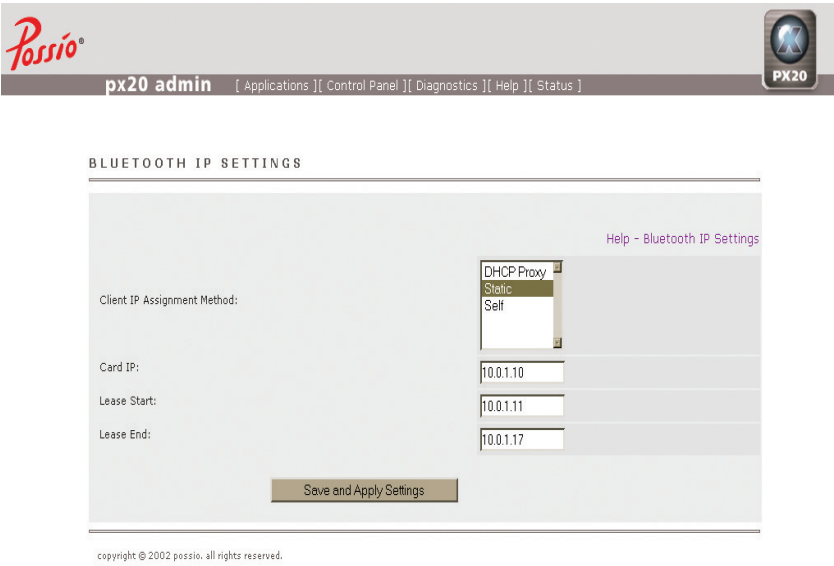 Possío®
PX20
px20 admin [ Applications ][ Control Panel ][ Diagnostics ][ Help ][ Status ]
BLUETOOTH IP SETTINGS
Help - Bluetooth IP Settings
Client IP Assignment Method:
DHCP Proxy
Static
Self
Card IP:
10.0.1.10
Lease Start:
10.0.1.11
Lease End:
10.0.1.17
Save and Apply Settings
copyright © 2002 possio. all rights reserved.